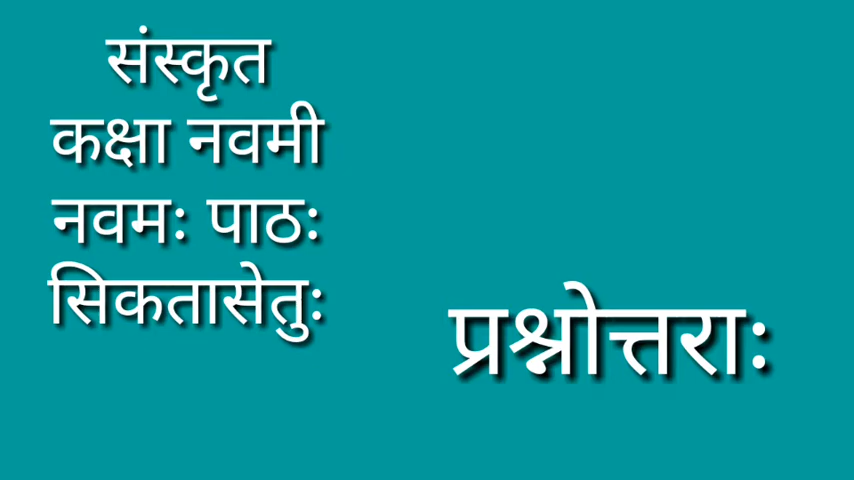 संस्कृत
कक्षा नवमी
नवमः पाठः
सिकतासेतुः
प्रश्नोत्तराः